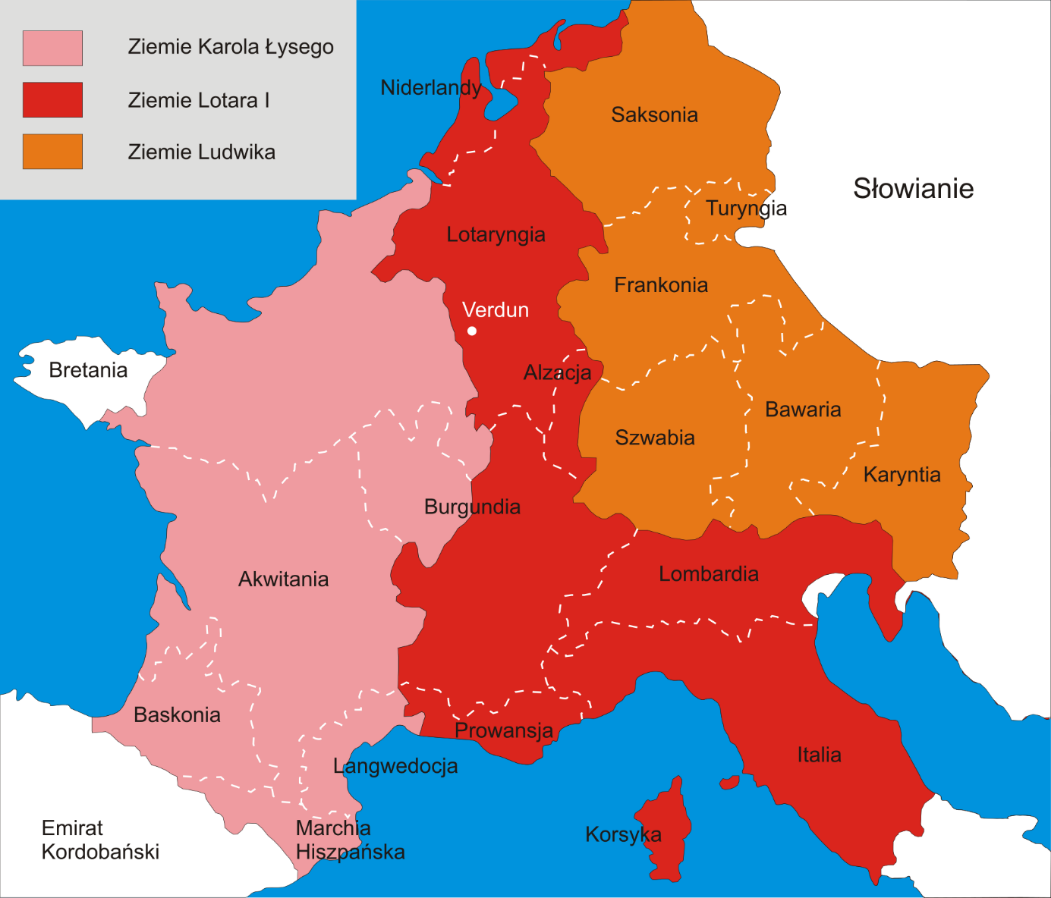 Ziemie Karola Łysego
Ziemie Lotara I
Ziemie Ludwika
Niderlandy
Saksonia
Słowianie
Turyngia
Lotaryngia
Frankonia
Verdun
Bretania
Alzacja
Bawaria
Szwabia
Karyntia
Burgundia
Akwitania
Lombardia
Baskonia
Prowansja
Italia
Langwedocja
Emirat
Kordobański
Marchia
Hiszpańska
Korsyka